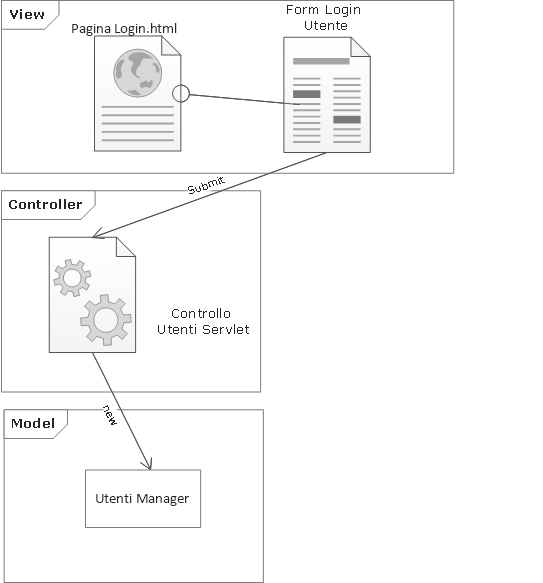 View
Pagina Login.html
Form Login
Utente
Submit
Controller
Controllo
Utenti Servlet
new
Model
Utenti Manager